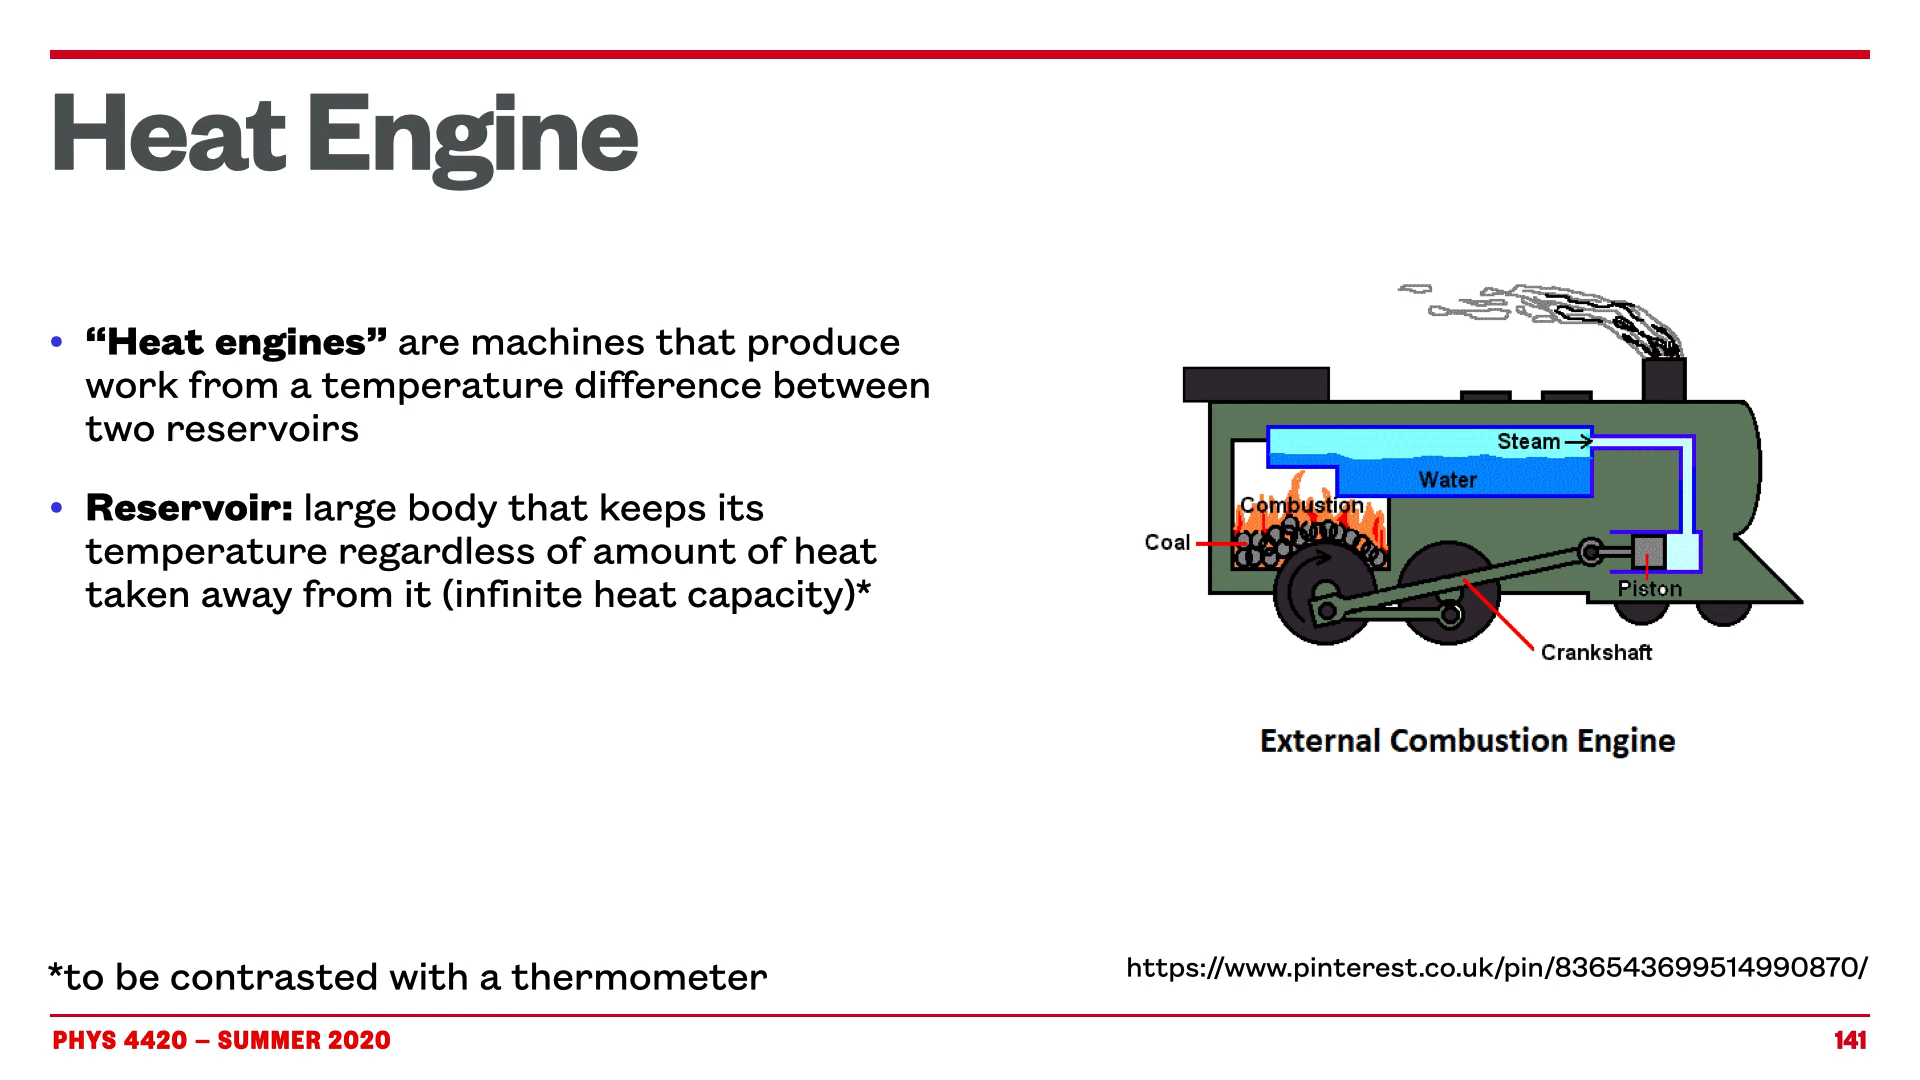 Heat Engine
• “Heat engines” are machines that produce
work from a temperature difference between
two reservoirs
• Reservoir: large body that keeps its
temperature regardless of amount of heat
taken away from it (infinite heat capacity)*
Steam
Water
Combustion
Coal
Piston
Crankshaft
External Combustion Engine
*to be contrasted with a thermometer
https://www.pinterest.co.uk/pin/836543699514990870/
PHYS 4420 – SUMMER 2020
141